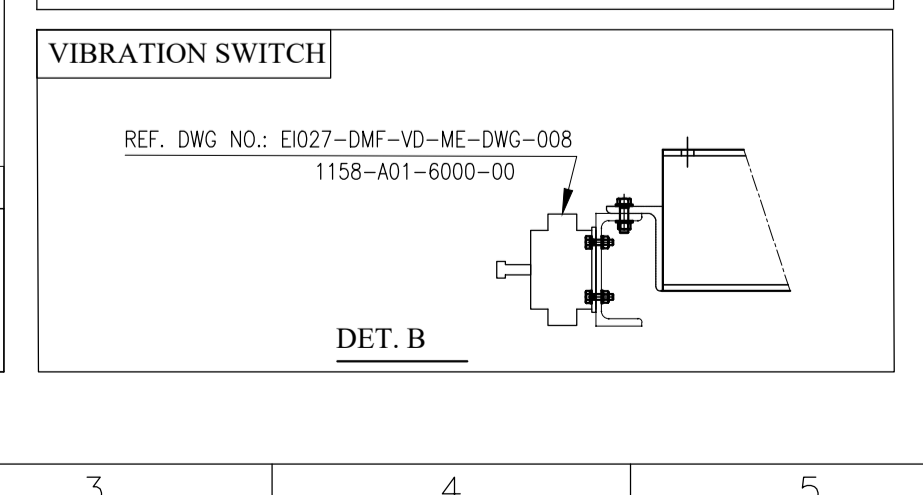 VIBRATION SWITCH
REF. DWG NO.: EI027-DMF-VD-ME-DWG-008
1158-A01-6000-00
DET. B
3 4 5